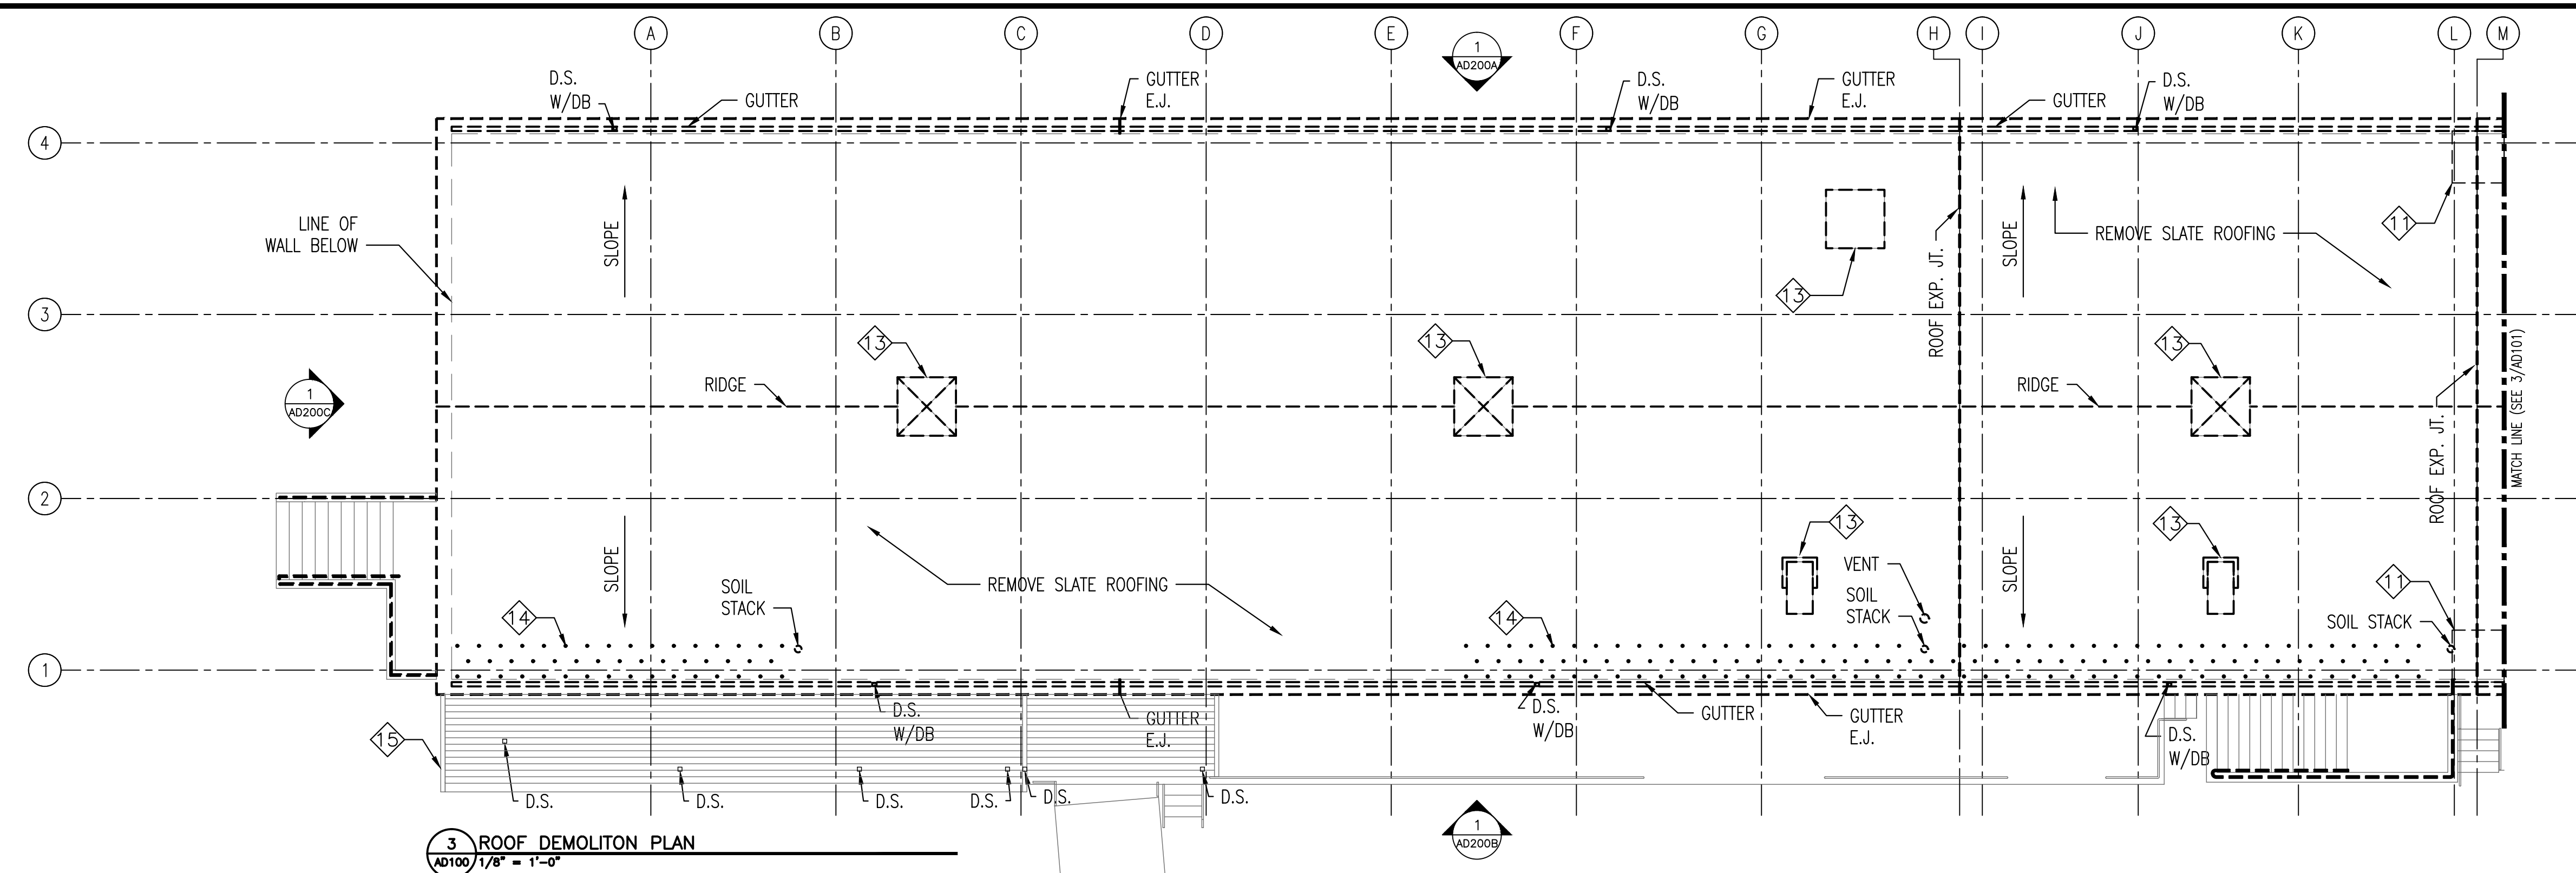 A
B
C
D
E
F
G
H
I
J
K
L
M
1
AD200A
D.S.
W/DB
GUTTER
GUTTER
E.J.
D.S.
W/DB
GUTTER
E.J.
GUTTER
D.S.
W/DB
4
LINE OF
WALL BELOW
SLOPE
13
ROOF EXP. JT.
SLOPE
REMOVE SLATE ROOFING
11
3
13
13
13
MATCH LINE (SEE 3/AD101)
1
AD200C
RIDGE
RIDGE
ROOF EXP. JT.
2
SLOPE
REMOVE SLATE ROOFING
13
VENT
SOIL
STACK
SLOPE
13
11
SOIL STACK
14
SOIL
STACK
14
1
D.S.
W/DB
GUTTER
E.J.
D.S.
W/DB
GUTTER
GUTTER
E.J.
D.S.
W/DB
15
D.S.
D.S.
D.S.
D.S.
D.S.
D.S.
1
AD200B
3
AD100
ROOF DEMOLITON PLAN
1/8" = 1'-0"